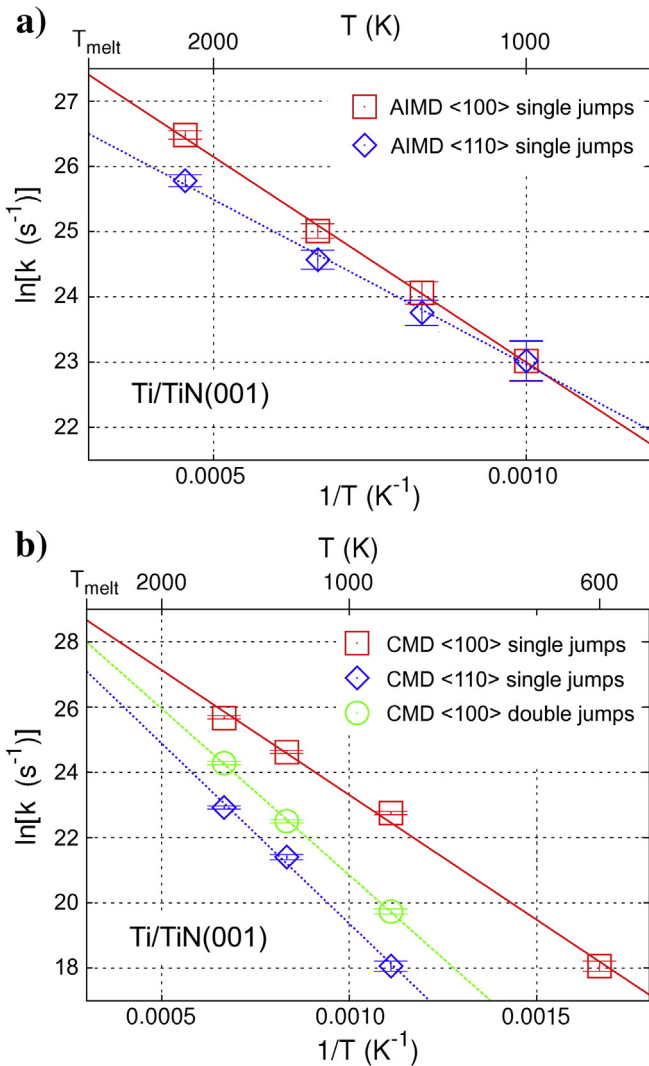 a)
T (K)
Tmelt 2000 1000
AIMD <100> single jumps
AIMD <110> single jumps
27
26
25
24
23
22
ln[k (s-1)]
Ti/TiN(001)
0.0005 0.0010
1/T (K-1)
b)
T (K)
Tmelt 2000 1000 600
CMD <100> single jumps
CMD <110> single jumps
CMD <100> double jumps
28
26
24
22
20
18
ln[k (s-1)]
Ti/TiN(001)
0.0005 0.0010 0.0015
1/T (K-1)